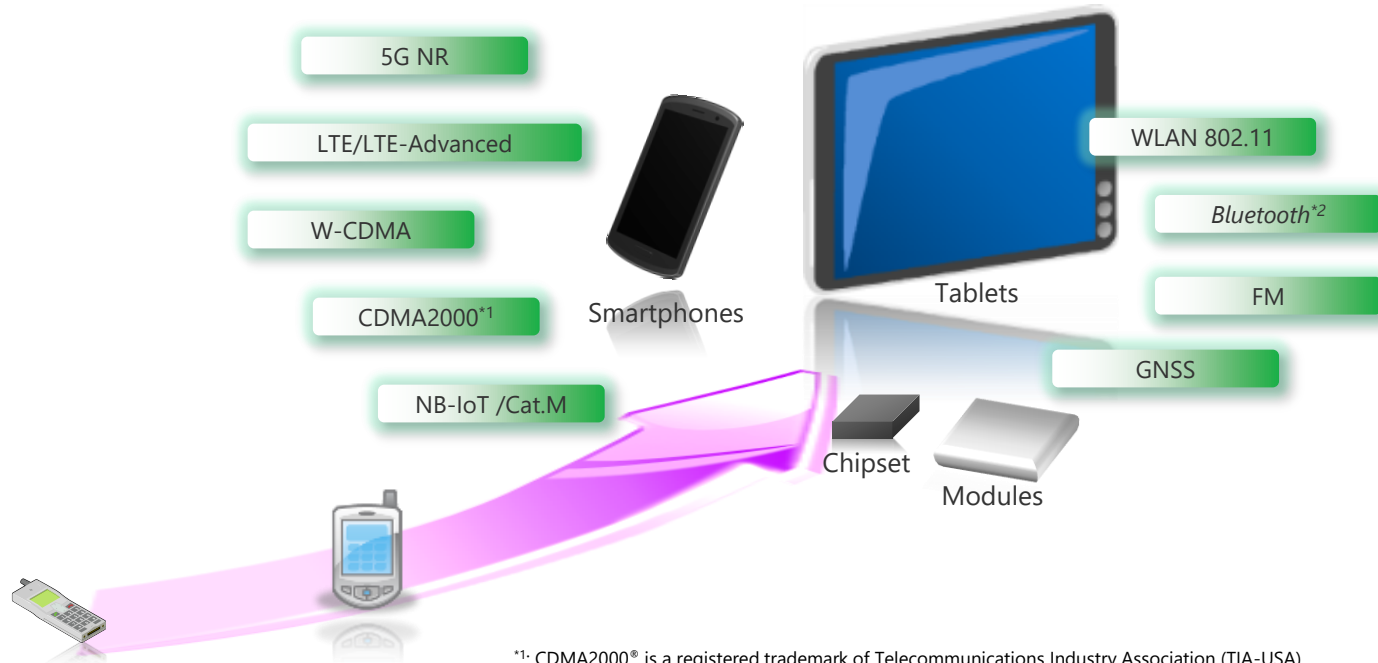 5G NR
LTE/LTE-Advanced
W-CDMA
CDMA2000*1
NB-IoT /Cat.M
Smartphones
Tablets
WLAN 802.11
Bluetooth*2
FM
GNSS
Chipset
Modules
*1: CDMA2000® is a registered trademark of Telecommunications Industry Association (TIA-USA)